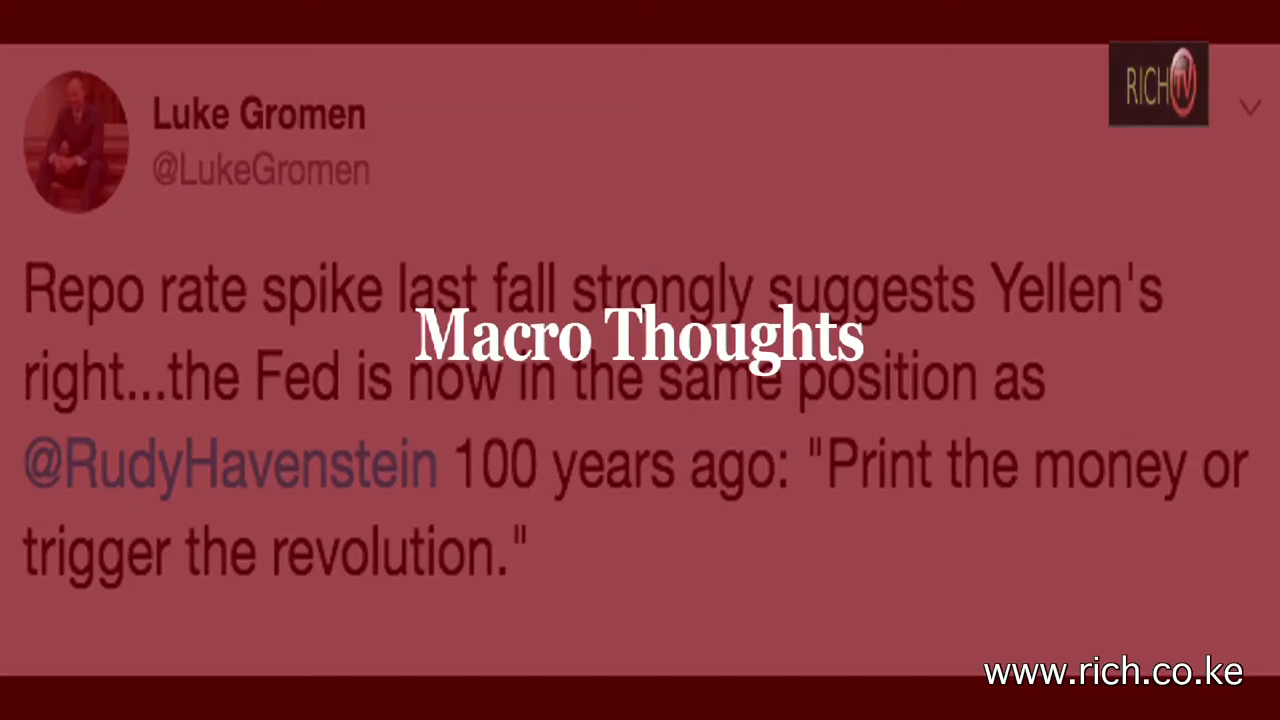 RICH TV
Luke Gromen
@LukeGromen
Repo rate spike last fall strongly suggests Yellen's
Macro Thoughts
right...the Fed is now in the same position as
@RudyHavenstein 100 years ago: "Print the money or
trigger the revolution."
www.rich.co.ke